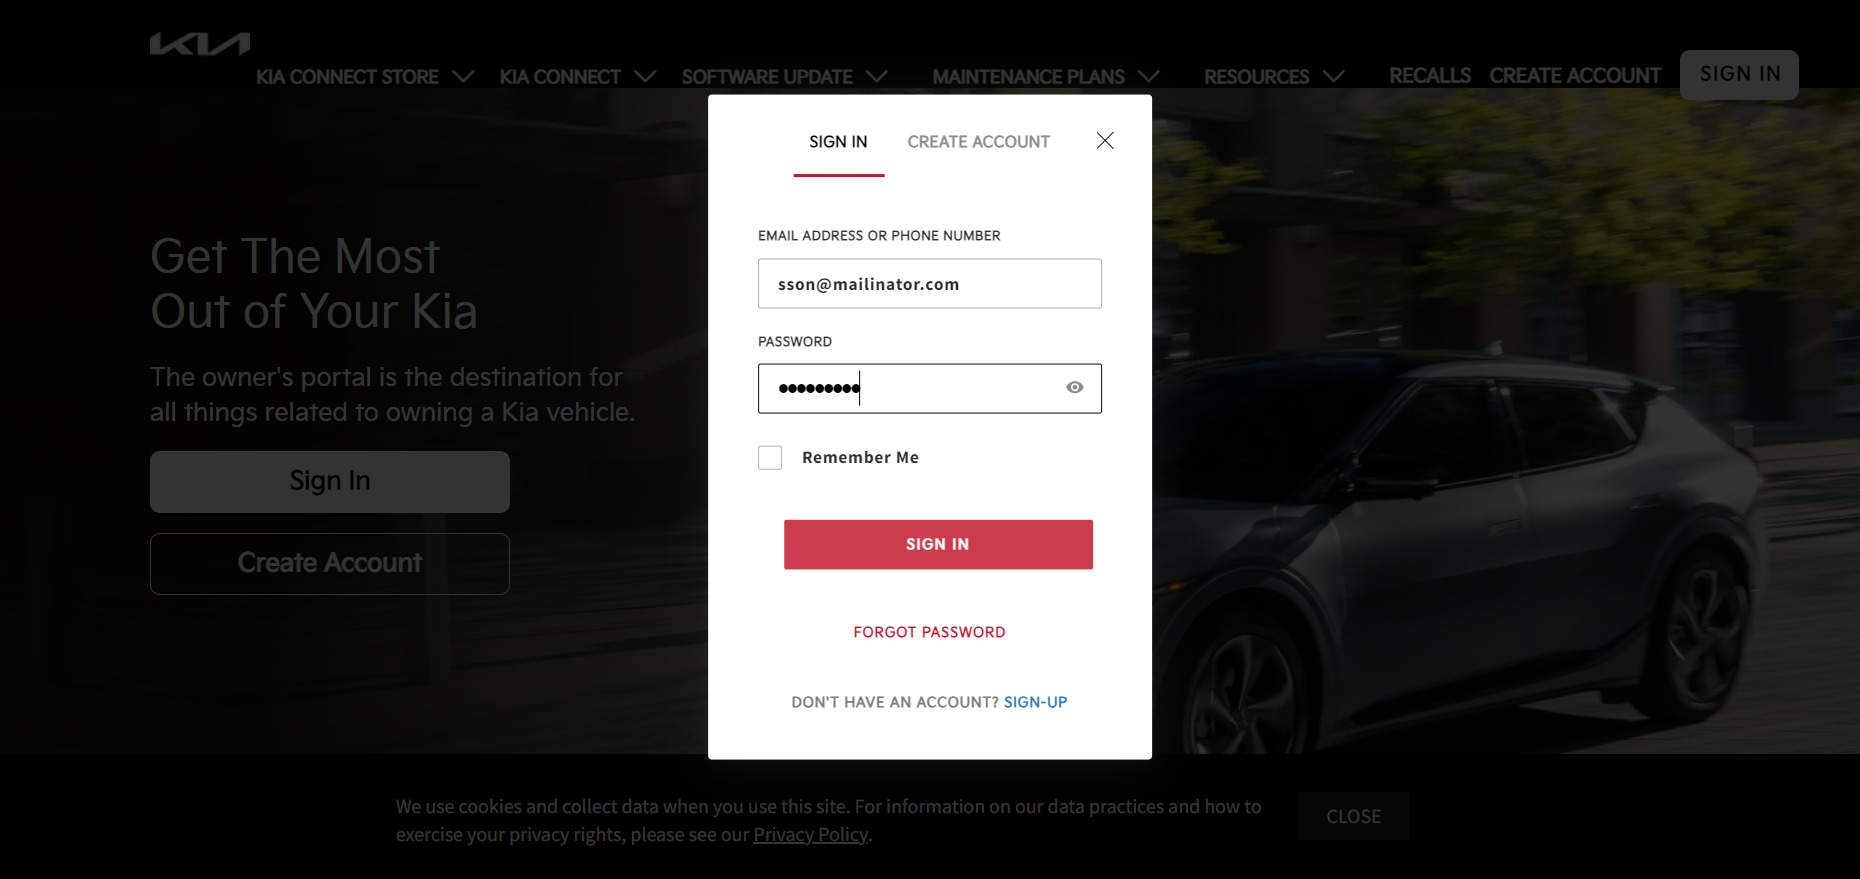 KIA
KIA CONNECT STORE KIA CONNECT SOFTWARE UPDATE MAINTENANCE PLANS RESOURCES RECALLS CREATE ACCOUNT SIGN IN
SIGN IN CREATE ACCOUNT
EMAIL ADDRESS OR PHONE NUMBER
sson@mailinator.com
PASSWORD
•••••••••
Remember Me
SIGN IN
FORGOT PASSWORD
DON'T HAVE AN ACCOUNT? SIGN-UP
Get The Most
Out of Your Kia
The owner's portal is the destination for
all things related to owning a Kia vehicle.
Sign In
Create Account
We use cookies and collect data when you use this site. For information on our data practices and how to
exercise your privacy rights, please see our Privacy Policy.
CLOSE